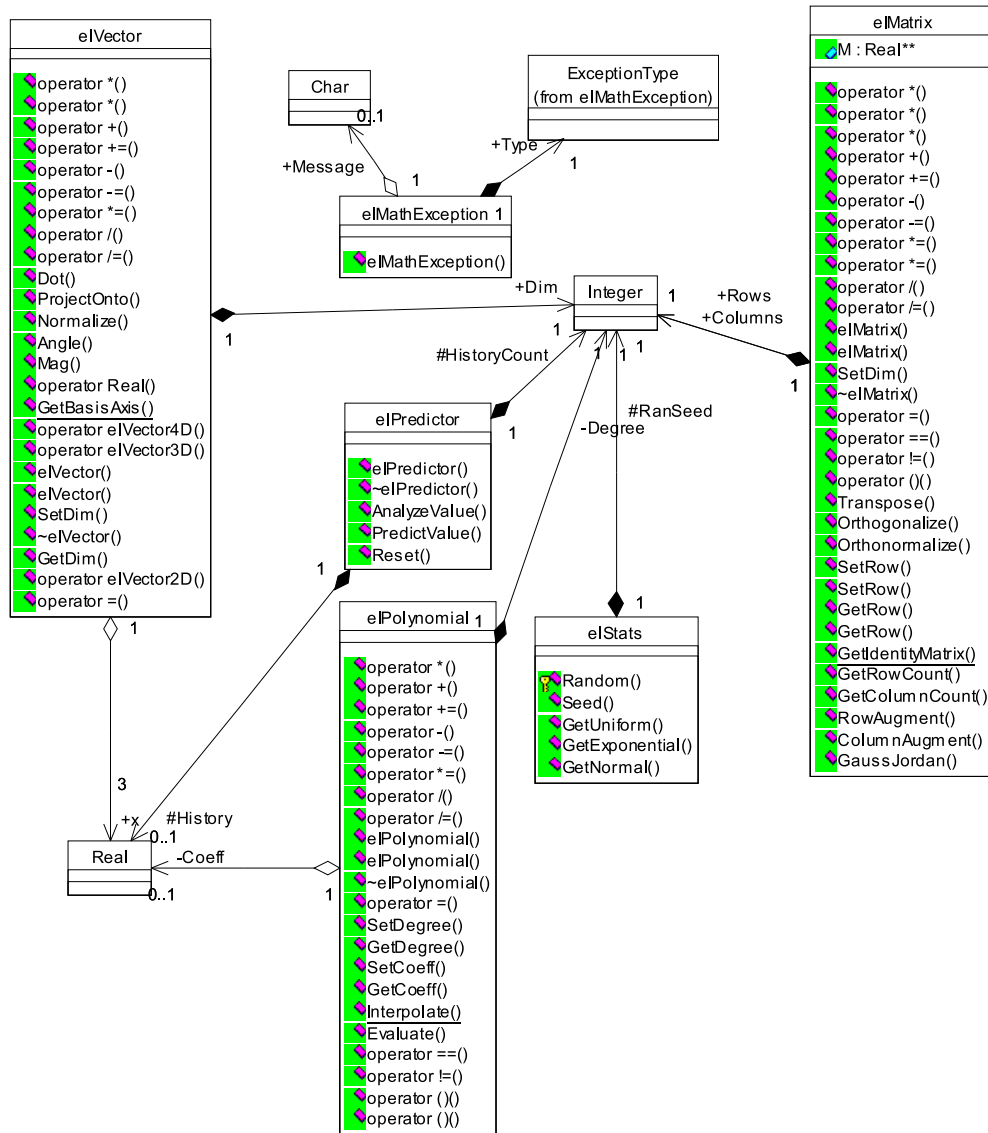 elVector
operator *()
operator *()
operator +()
operator +=()
operator -()
operator -=()
operator *=()
operator /()
operator /=()
Dot()
ProjectOnto()
Normalize()
Angle()
Mag()
operator Real()
GetBasisAxis()
operator elVector4D()
operator elVector3D()
elVector()
elVector()
SetDim()
~elVector()
GetDim()
operator elVector2D()
operator =()
1
1
3
+x
Char
0..1
+Message
1
ExceptionType
(from elMathException)
+Type
1
elMathException
1
elMathException()
+Dim
Integer
1
1
1
1
1
+Rows
+Columns
1
#HistoryCount
elPredictor
1
elPredictor()
~elPredictor()
AnalyzeValue()
PredictValue()
Reset()
1
#RanSeed
-Degree
elPolynomial
1
operator *()
operator +()
operator +=()
operator -()
operator -=()
operator *=()
operator /()
operator /=()
elPolynomial()
elPolynomial()
~elPolynomial()
operator =()
SetDegree()
GetDegree()
SetCoeff()
GetCoeff()
Interpolate()
Evaluate()
operator ==()
operator !=()
operator ()()
operator ()()
1
elStats
1
Random()
Seed()
GetUniform()
GetExponential()
GetNormal()
#History
0..1
Real
-Coeff
0..1
elMatrix
M : Real**
operator *()
operator *()
operator *()
operator +()
operator +=()
operator -()
operator -=()
operator *=()
operator *=()
operator /()
operator /=()
elMatrix()
elMatrix()
SetDim()
~elMatrix()
operator =()
operator ==()
operator !=()
operator ()()
Transpose()
Orthogonalize()
Orthonormalize()
SetRow()
SetRow()
GetRow()
GetRow()
GetIdentityMatrix()
GetRowCount()
GetColumnCount()
RowAugment()
ColumnAugment()
GaussJordan()